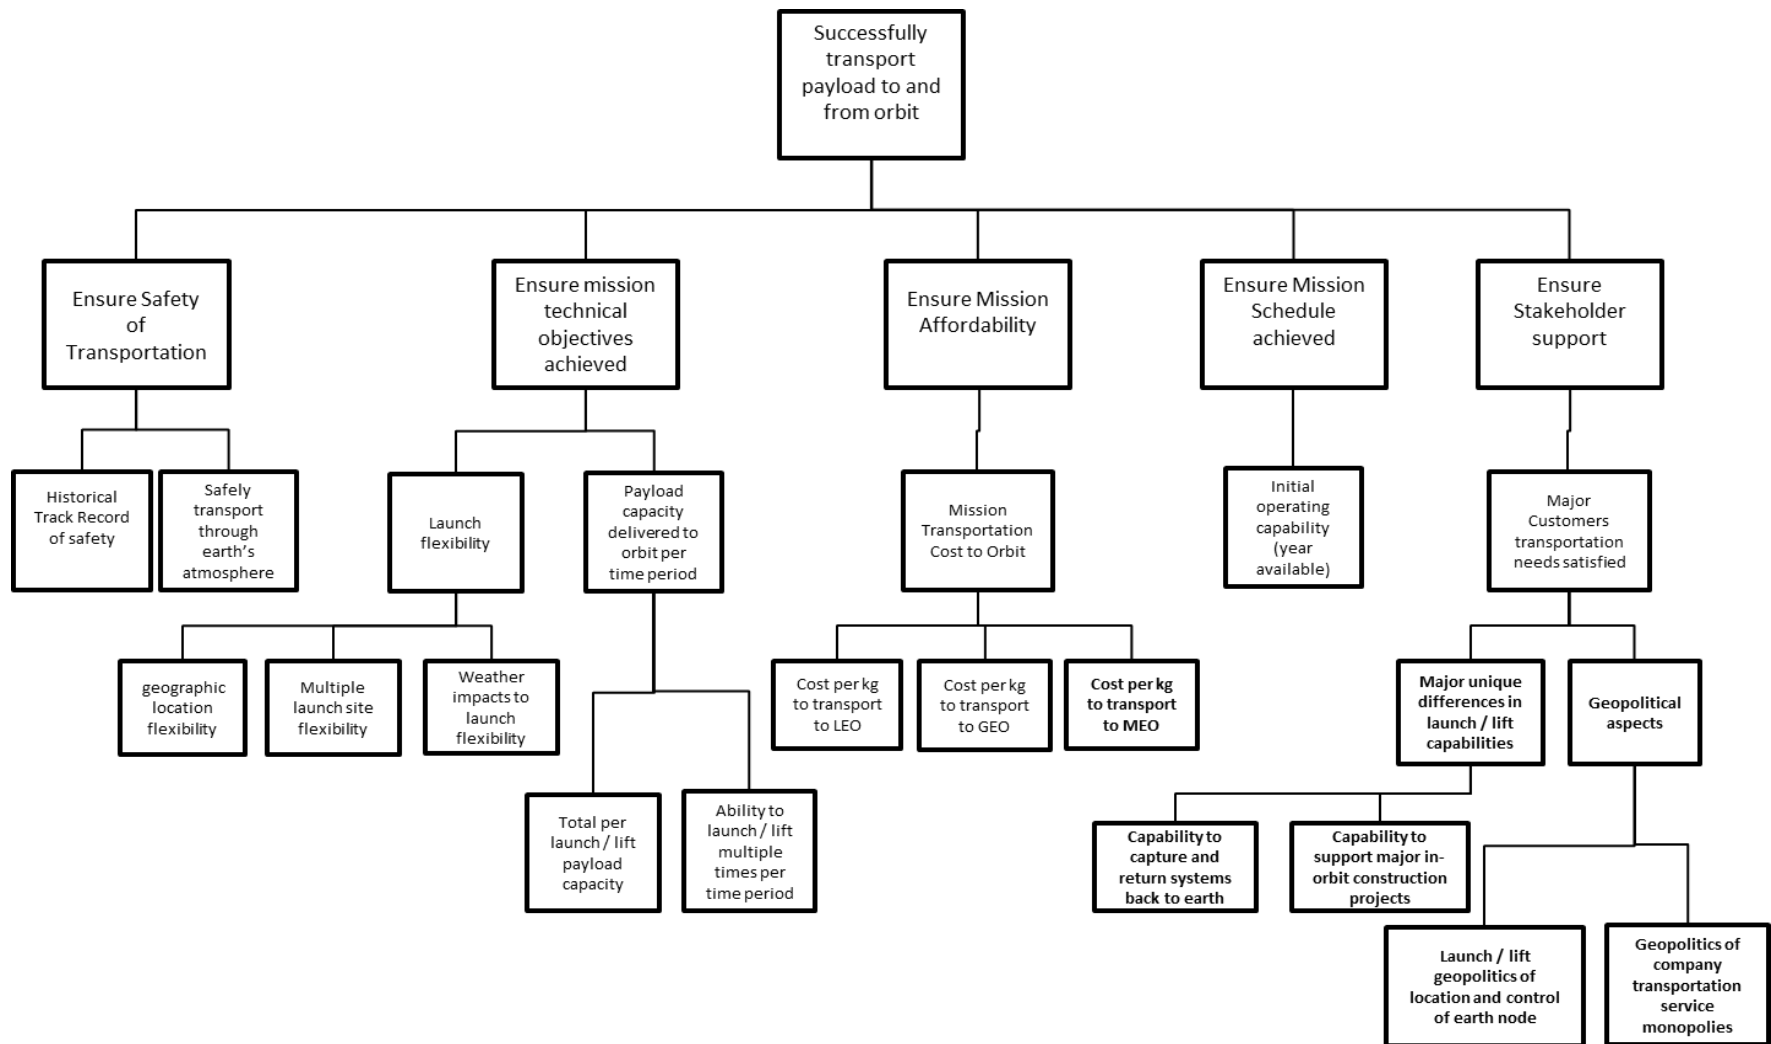 Successfully
transport
payload to and
from orbit
Ensure Safety
of
Transportation
Ensure mission
technical
objectives
achieved
Ensure Mission
Affordability
Ensure Mission
Schedule
achieved
Ensure
Stakeholder
support
Historical
Track Record
of safety
Safely
transport
through
earth’s
atmosphere
Launch
flexibility
Payload
capacity
delivered to
orbit per
time period
Mission
Transportation
Cost to Orbit
Initial
operating
capability
(year
available)
Major
Customers
transportation
needs satisfied
geographic
location
flexibility
Multiple
launch site
flexibility
Weather
impacts to
launch
flexibility
Cost per kg
to transport
to LEO
Cost per kg
to transport
to GEO
Cost per kg
to transport
to MEO
Major unique
differences in
launch / lift
capabilities
Geopolitical
aspects
Total per
launch / lift
payload
capacity
Ability to
launch / lift
multiple
times per
time period
Capability to
capture and
return systems
back to earth
Capability to
support major in-
orbit construction
projects
Launch / lift
geopolitics of
location and control
of earth node
Geopolitics of
company
transportation
service
monopolies